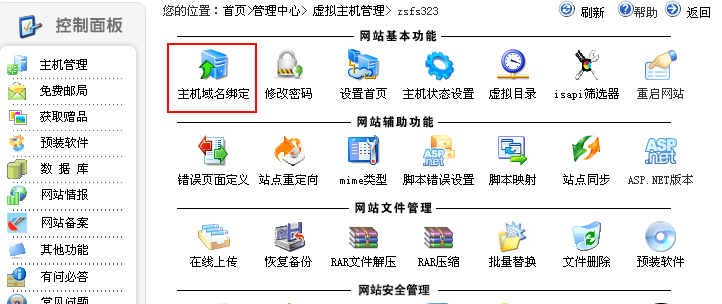 您的位置：首页>管理中心> 虚拟主机管理> zsfs323
刷新 帮助 返回
控制面板
主机管理
免费邮局
获取赠品
预装软件
数 据 库
网站情报
网站备案
其他功能
有问必答
常见问题
网站基本功能
主机域名绑定 修改密码 设置首页 主机状态设置 虚拟目录 isapi筛选器 重启网站
网站辅助功能
错误页面定义 站点重定向 mime类型 脚本错误设置 脚本映射 站点同步 ASP.NET版本
网站文件管理
在线上传 恢复备份 RAR文件解压 RAR压缩 批量替换 文件删除 预装软件
网站安全管理